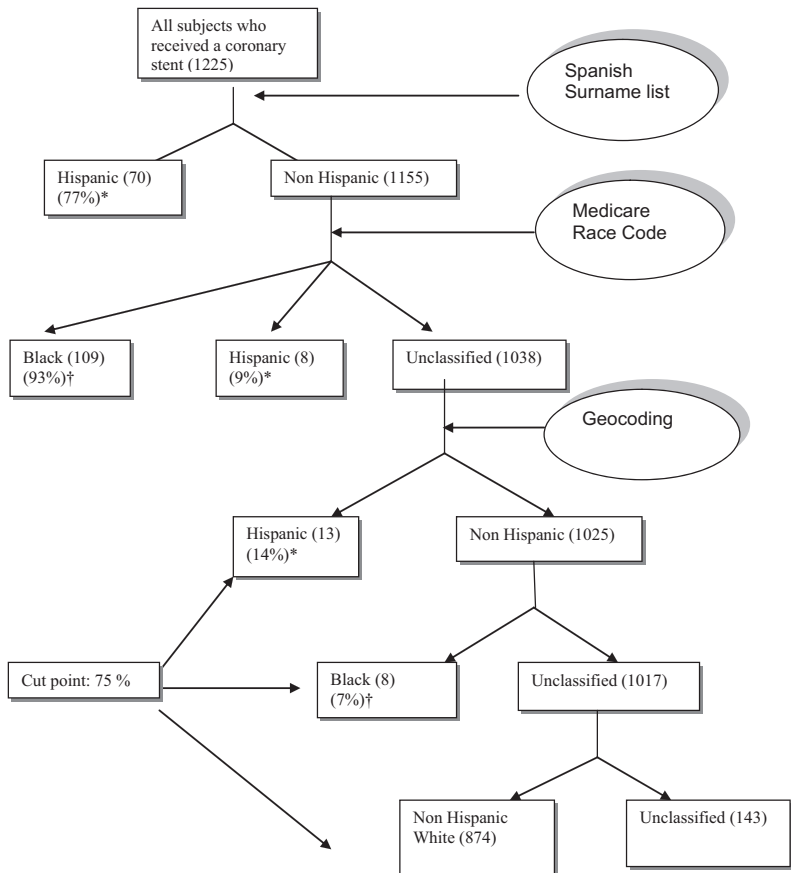 All subjects who
received a coronary
stent (1225)
Spanish
Surname list
Hispanic (70)
(77%)*
Non Hispanic (1155)
Medicare
Race Code
Black (109)
(93%)†
Hispanic (8)
(9%)*
Unclassified (1038)
Geocoding
Hispanic (13)
(14%)*
Non Hispanic (1025)
Cut point: 75 %
Black (8)
(7%)†
Unclassified (1017)
Non Hispanic
White (874)
Unclassified (143)